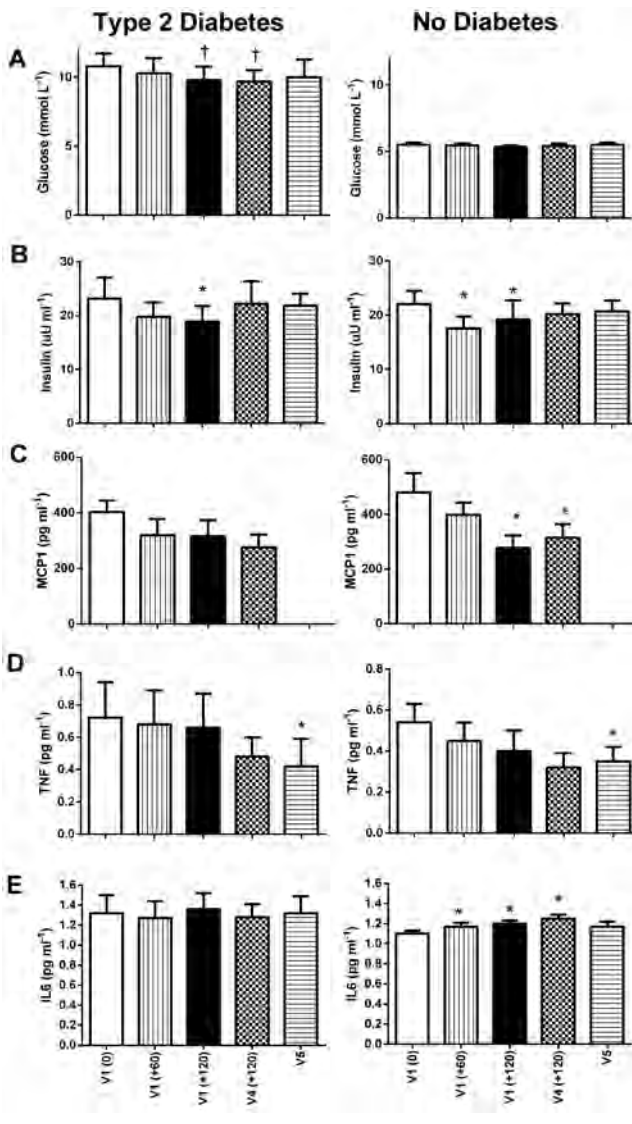 Type 2 Diabetes
No Diabetes
A
Glucose (mmol L⁻¹)
10
5
0
†
†
Glucose (mmol L⁻¹)
10
5
0
B
Insulin (uU ml⁻¹)
30
20
10
0
*
Insulin (uU ml⁻¹)
30
20
10
0
*
*
C
MCP1 (pg ml⁻¹)
600
400
200
0
MCP1 (pg ml⁻¹)
600
400
200
0
*
*
D
TNF (pg ml⁻¹)
1.0
0.8
0.6
0.4
0.2
0.0
*
TNF (pg ml⁻¹)
0.8
0.6
0.4
0.2
0.0
*
E
IL6 (pg ml⁻¹)
1.6
1.4
1.2
1.0
0.8
0.6
0.4
0.2
0.0
IL6 (pg ml⁻¹)
1.6
1.4
1.2
1.0
0.8
0.6
0.4
0.2
0.0
*
*
*
V1 (0)
V1 (+60)
V1 (+120)
V4 (+120)
V5
V1 (0)
V1 (+60)
V1 (+120)
V4 (+120)
V5